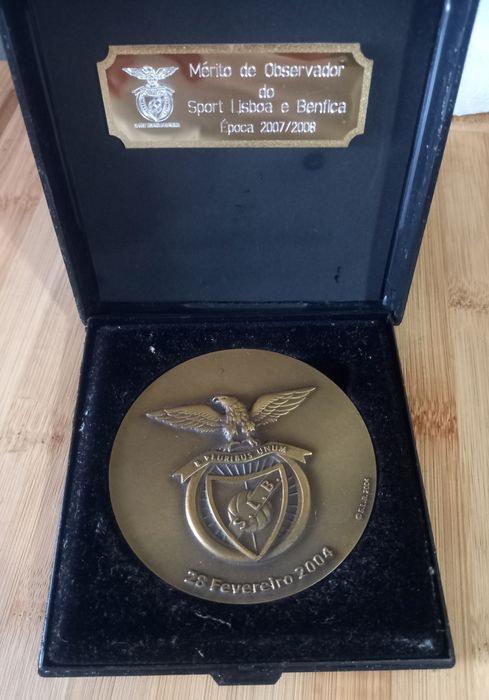 Mérito de Observador
do
Sport Lisboa e Benfica
Época 2007/2008
E PLURIBUS UNUM
S.L.B.
28 Fevereiro 2004